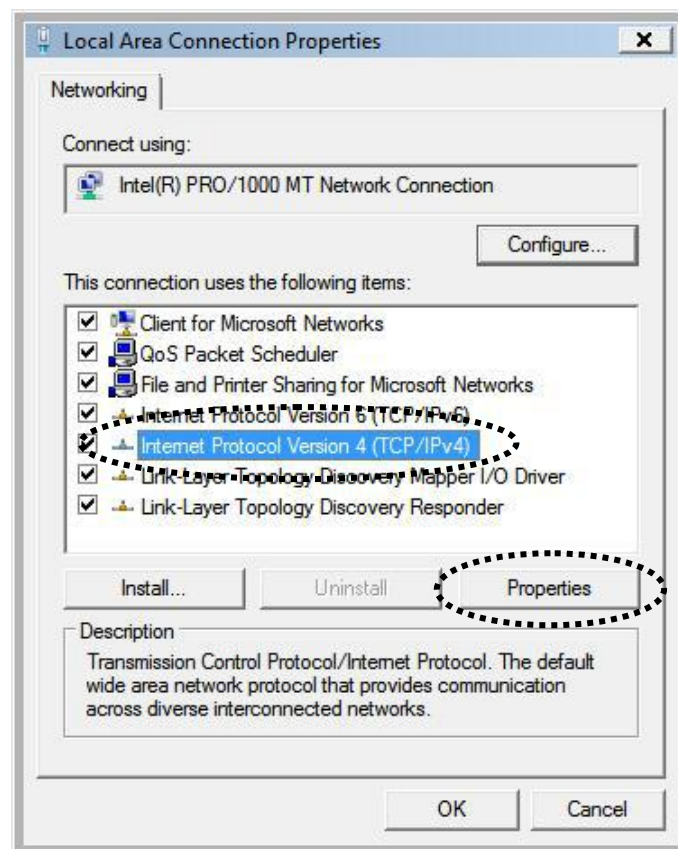 Local Area Connection Properties
Networking
Connect using:
Intel(R) PRO/1000 MT Network Connection
Configure...
This connection uses the following items:
Client for Microsoft Networks
QoS Packet Scheduler
File and Printer Sharing for Microsoft Networks
Internet Protocol Version 6 (TCP/IPv6)
Internet Protocol Version 4 (TCP/IPv4)
Link-Layer Topology Discovery Mapper I/O Driver
Link-Layer Topology Discovery Responder
Install... Uninstall Properties
Description
Transmission Control Protocol/Internet Protocol. The default
wide area network protocol that provides communication
across diverse interconnected networks.
OK Cancel